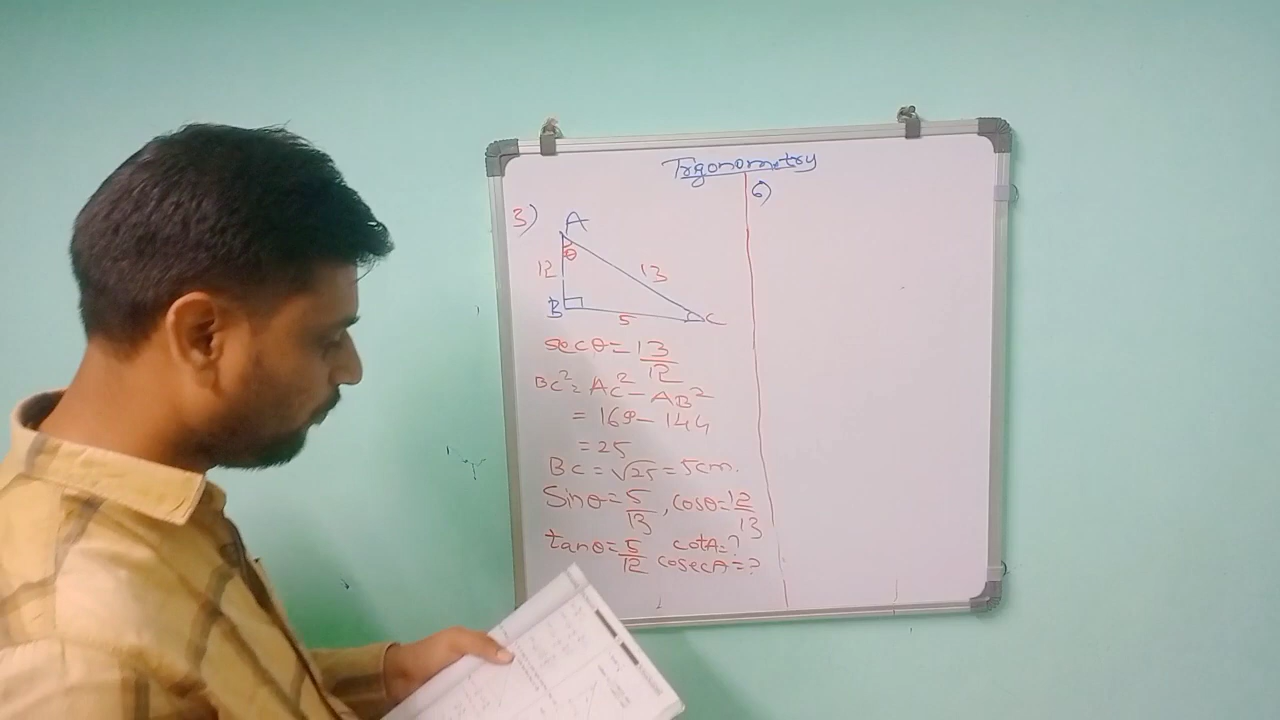 Trgonometry
3)
A
θ
12
13
B
5
C
secθ = 13/12
BC² = AC² - AB²
= 169 - 144
= 25
BC = √25 = 5cm.
Sinθ = 5/13, cosθ = 12/13
tanθ = 5/12 cotA = ?
cosecA = ?
6)